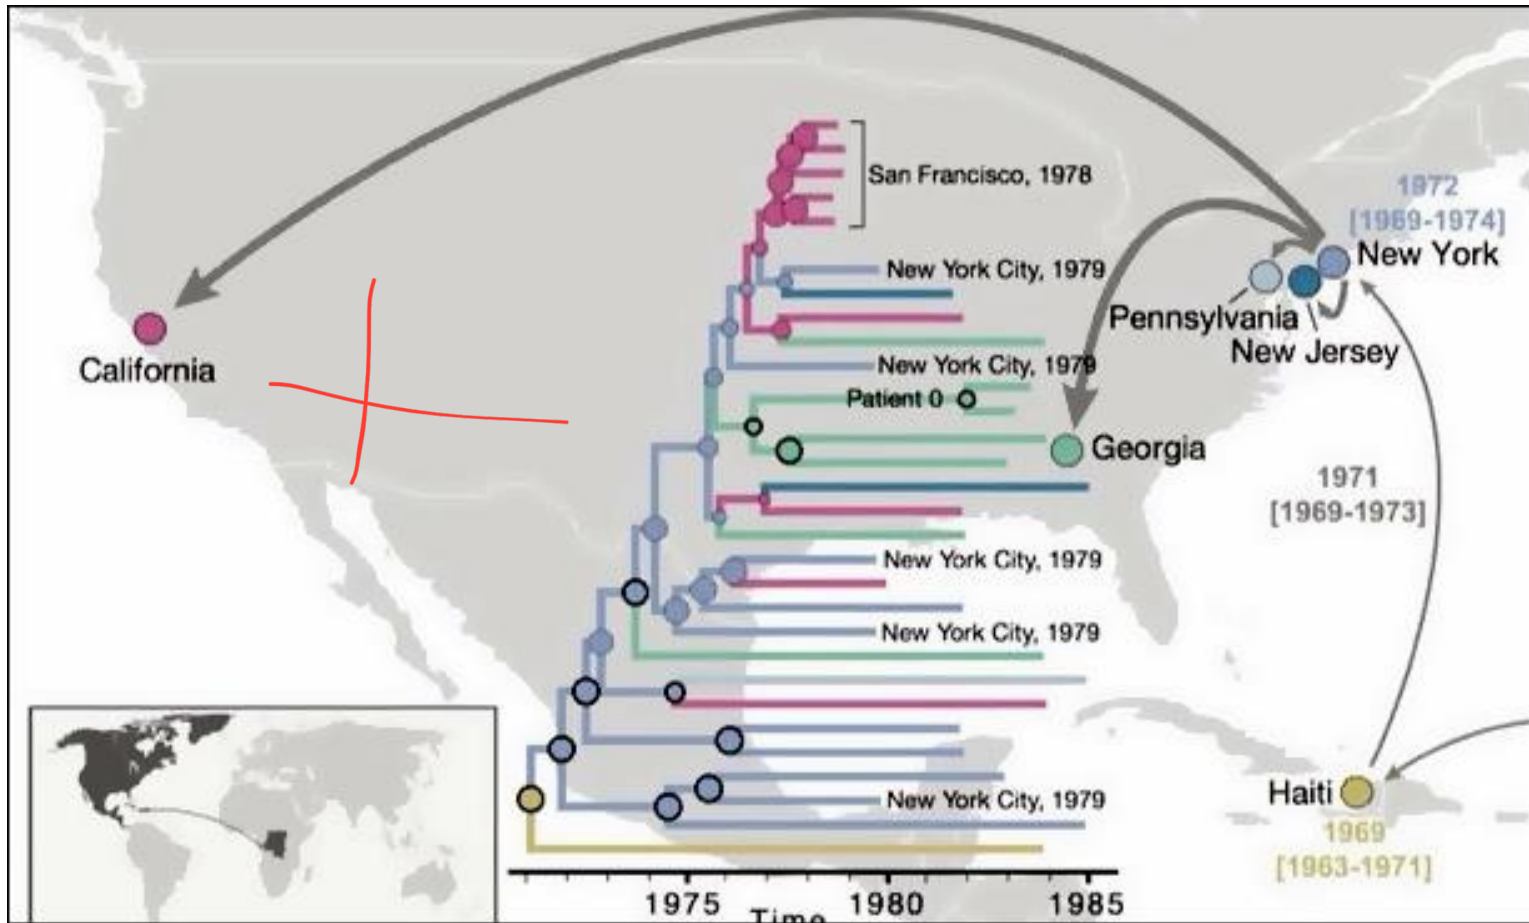 San Francisco, 1978
1972
[1969-1974]
New York
New York City, 1979
Pennsylvania
New Jersey
California
New York City, 1979
Patient 0
Georgia
1971
[1969-1973]
New York City, 1979
New York City, 1979
Haiti
New York City, 1979
1969
[1963-1971]
1975
1980
1985
Time